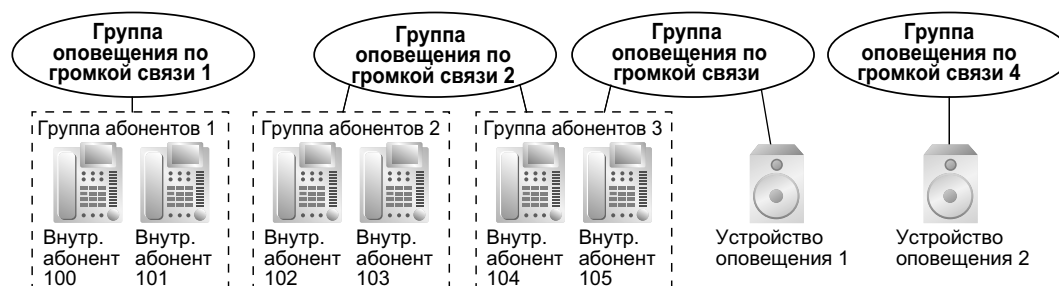 Группа
оповещения по
громкой связи 1
Группа
оповещения по
громкой связи 2
Группа
оповещения по
громкой связи
Группа
оповещения по
громкой связи 4
Группа абонентов 1
Группа абонентов 2
Группа абонентов 3
Внутр.
абонент
100
Внутр.
абонент
101
Внутр.
абонент
102
Внутр.
абонент
103
Внутр.
абонент
104
Внутр.
абонент
105
Устройство
оповещения 1
Устройство
оповещения 2